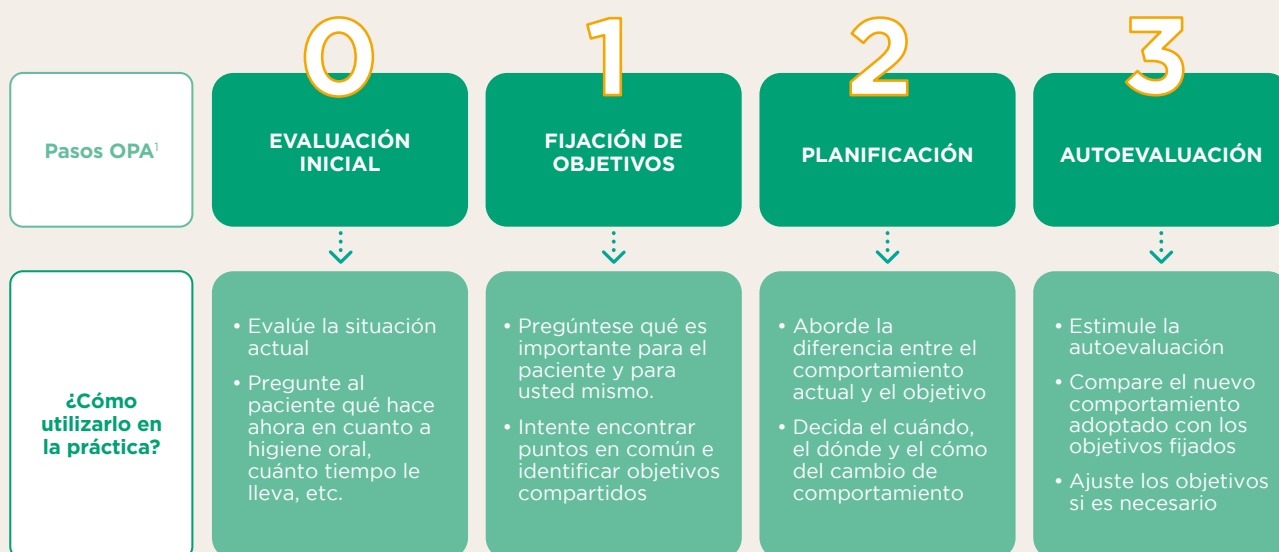 0
1
2
3
Pasos OPA¹
EVALUACIÓN
INICIAL
FIJACIÓN DE
OBJETIVOS
PLANIFICACIÓN
AUTOEVALUACIÓN
¿Cómo
utilizarlo en
la práctica?
• Evalúe la situación
actual
• Pregunte al
paciente qué hace
ahora en cuanto a
higiene oral,
cuánto tiempo le
lleva, etc.
• Pregúntese qué es
importante para el
paciente y para
usted mismo.
• Intente encontrar
puntos en común e
identificar objetivos
compartidos
• Aborde la
diferencia entre el
comportamiento
actual y el objetivo
• Decida el cuándo,
el dónde y el cómo
del cambio de
comportamiento
• Estimule la
autoevaluación
• Compare el nuevo
comportamiento
adoptado con los
objetivos fijados
• Ajuste los objetivos
si es necesario